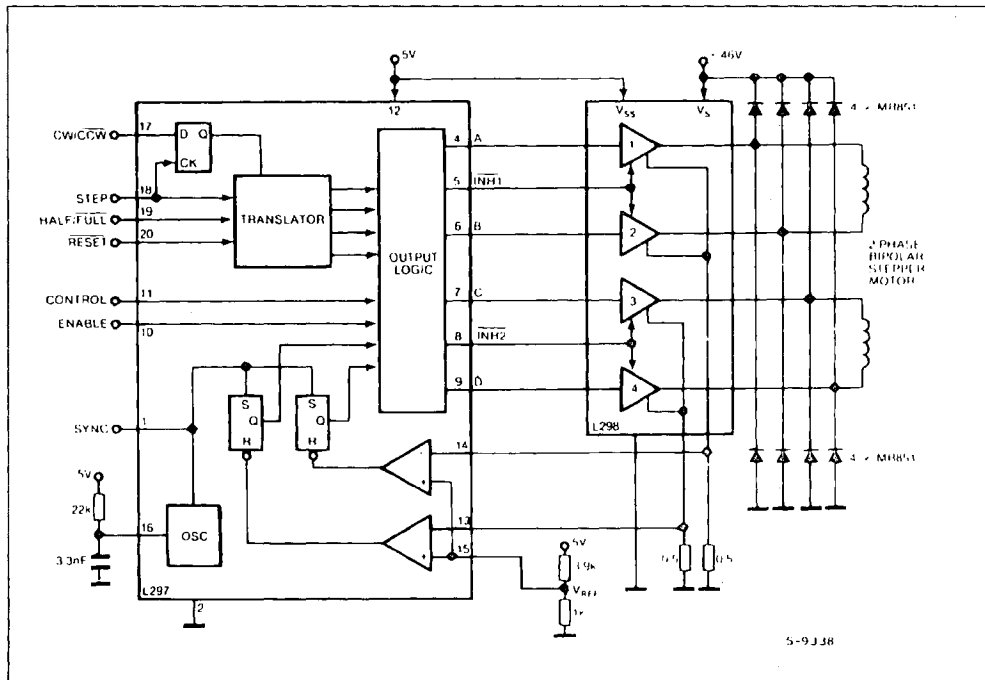 5V
- 46V
12
VSS
VS
4 x MR851
CW/CCW
17
D Q
CK
4 A
1
STEP
18
5 INH1
HALF/FULL
19
TRANSLATOR
RESET
20
OUTPUT
LOGIC
6 B
2
2 PHASE
BIPOLAR
STEPPER
MOTOR
CONTROL
11
7 C
3
ENABLE
10
8 INH2
9 D
4
S
Q
R
S
Q
R
L298
SYNC
1
14
4 x MR851
5V
22k
16
OSC
+
13
+
15
3.3nF
5V
VREF
1k
0.5
L297
2
S-9338